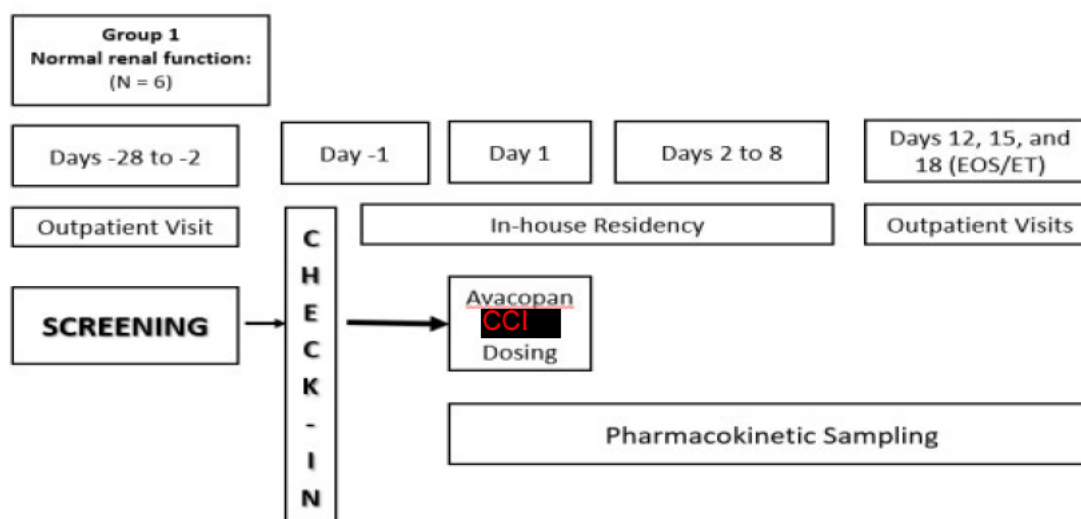 Group 1
Normal renal function:
(N = 6)
Days -28 to -2
Day -1
Day 1
Days 2 to 8
Days 12, 15, and
18 (EOS/ET)
Outpatient Visit
In-house Residency
Outpatient Visits
SCREENING
CHECK-IN
Avacopan
CCI
Dosing
Pharmacokinetic Sampling